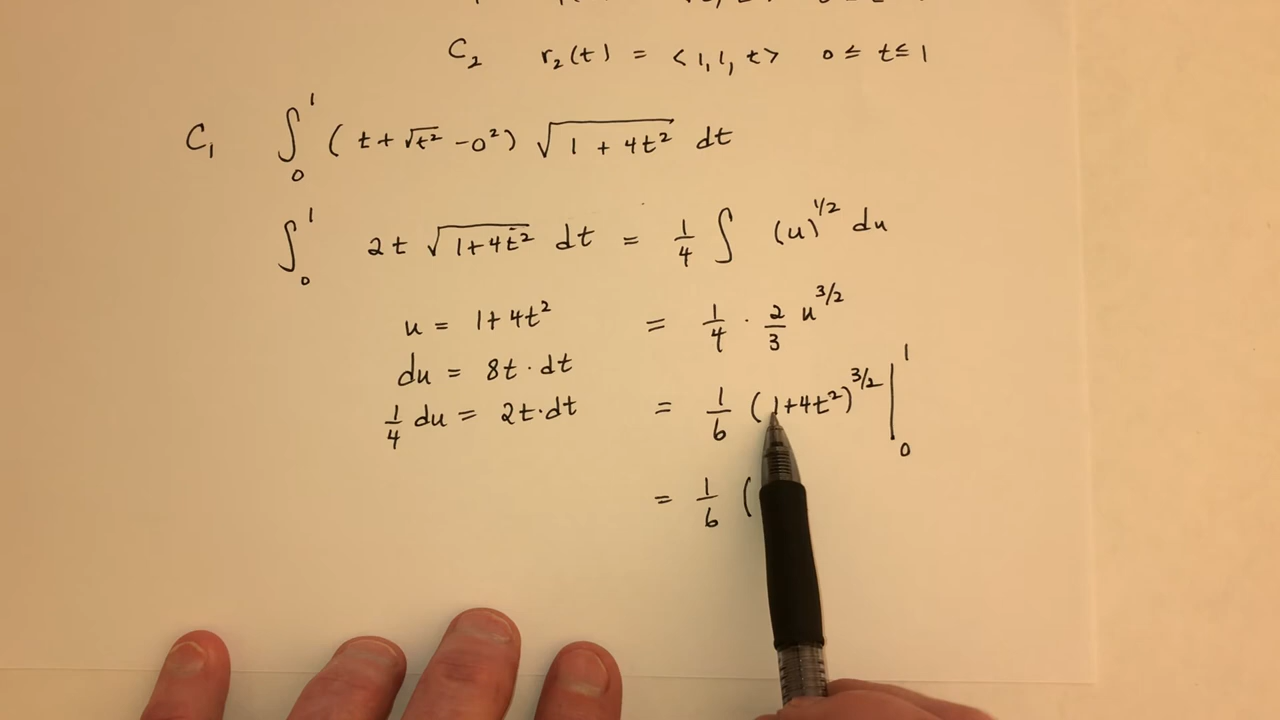 C₂ r₂(t) = <1, 1, t> 0 ≤ t ≤ 1
C₁ ∫₀¹ (t + √t² - 0²) √(1 + 4t²) dt
∫₀¹ 2t √(1+4t²) dt = 1/4 ∫ (u)^1/2 du
u = 1+4t² = 1/4 · 2/3 u^3/2
du = 8t · dt
1/4 du = 2t·dt = 1/6 (1+4t²)^3/2 |₀¹
= 1/6 (